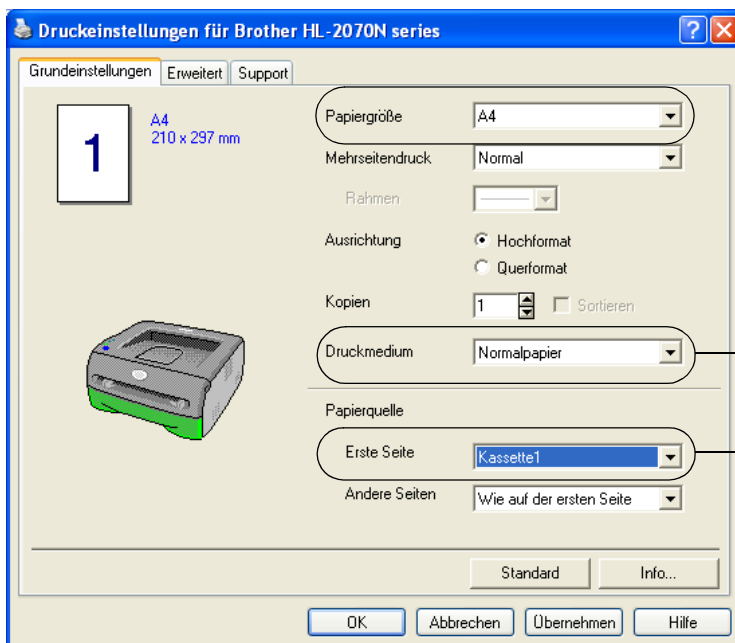 Druckeinstellungen für Brother HL-2070N series
Grundeinstellungen Erweitert Support
1
A4
210 x 297 mm
Papiergröße A4
Mehrseitendruck Normal
Rahmen
Ausrichtung Hochformat
Querformat
Kopien 1 Sortieren
Druckmedium Normalpapier
Papierquelle
Erste Seite Kassette1
Andere Seiten Wie auf der ersten Seite
Standard Info...
OK Abbrechen Übernehmen Hilfe